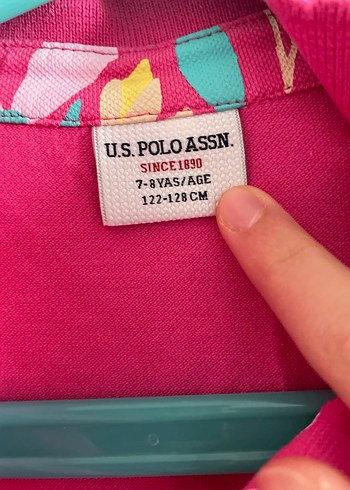 U.S. POLO ASSN.
SINCE 1890
7-8 YAS/AGE
122-128 CM